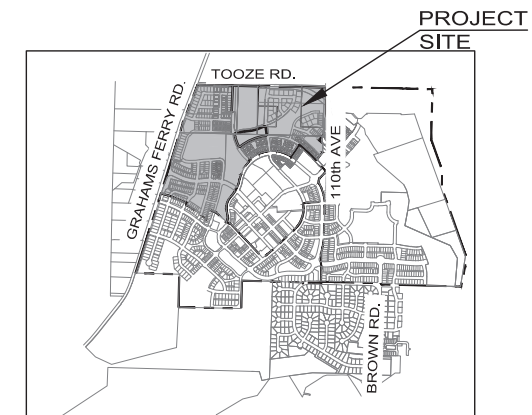 PROJECT
SITE
TOOZE RD.
GRAHAMS FERRY RD.
110th AVE
BROWN RD.